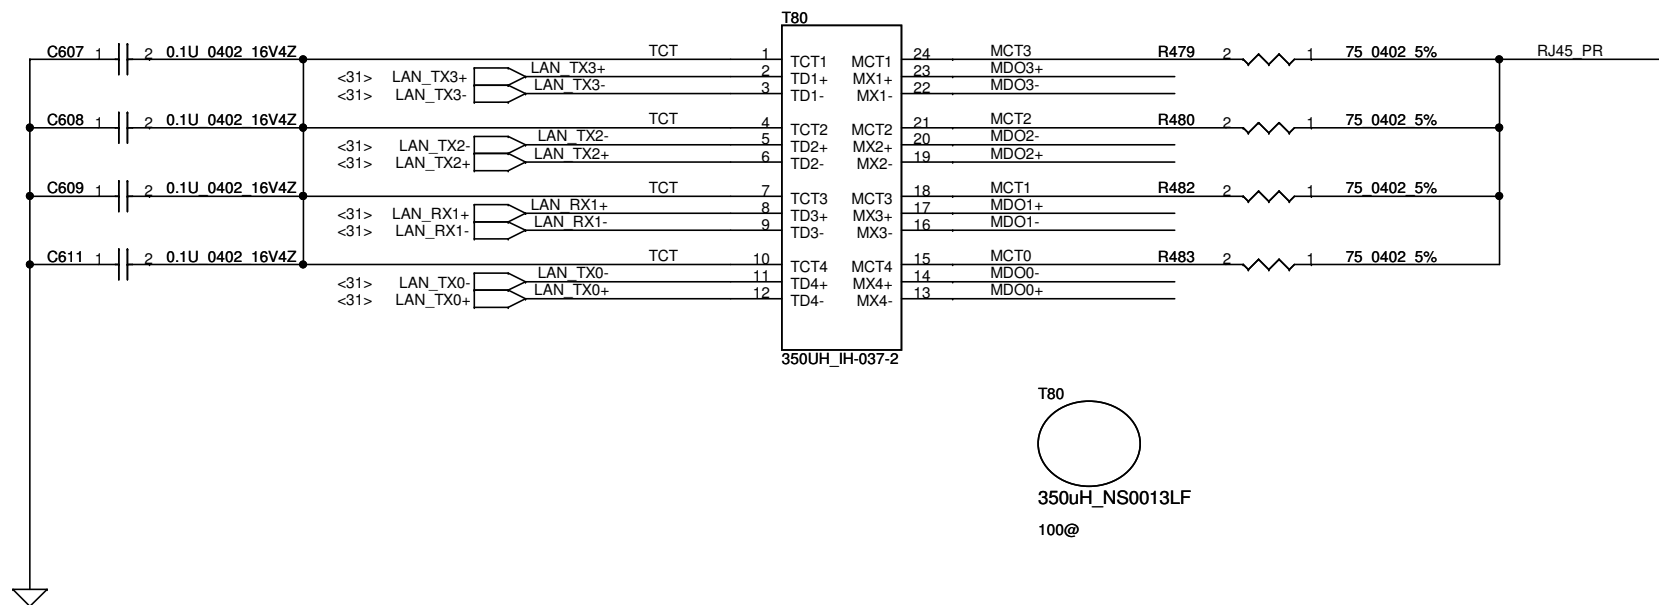 T80
C607 1 2 0.1U_0402_16V4Z TCT 1 TCT1 MCT1 24 MCT3 R479 2 1 75_0402_5% RJ45_PR
<31> LAN_TX3+ LAN_TX3+ 2 TD1+ MX1+ 23 MDO3+
<31> LAN_TX3- LAN_TX3- 3 TD1- MX1- 22 MDO3-
C608 1 2 0.1U_0402_16V4Z TCT 4 TCT2 MCT2 21 MCT2 R480 2 1 75_0402_5%
<31> LAN_TX2- LAN_TX2- 5 TD2+ MX2+ 20 MDO2-
<31> LAN_TX2+ LAN_TX2+ 6 TD2- MX2- 19 MDO2+
C609 1 2 0.1U_0402_16V4Z TCT 7 TCT3 MCT3 18 MCT1 R482 2 1 75_0402_5%
<31> LAN_RX1+ LAN_RX1+ 8 TD3+ MX3+ 17 MDO1+
<31> LAN_RX1- LAN_RX1- 9 TD3- MX3- 16 MDO1-
C611 1 2 0.1U_0402_16V4Z TCT 10 TCT4 MCT4 15 MCT0 R483 2 1 75_0402_5%
<31> LAN_TX0- LAN_TX0- 11 TD4+ MX4+ 14 MDO0-
<31> LAN_TX0+ LAN_TX0+ 12 TD4- MX4- 13 MDO0+
350UH_IH-037-2
T80
350uH_NS0013LF
100@